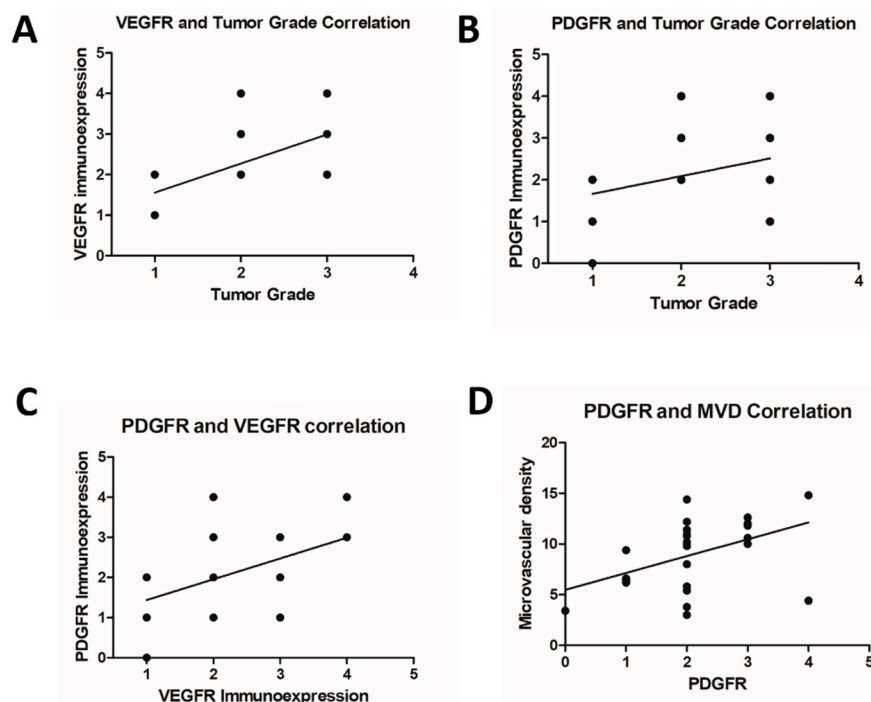 A
VEGFR and Tumor Grade Correlation
VEGFR immunoexpression
5
4
3
2
1
0
1 2 3 4
Tumor Grade
B
PDGFR and Tumor Grade Correlation
PDGFR Immunoexpression
5
4
3
2
1
0
1 2 3 4
Tumor Grade
C
PDGFR and VEGFR correlation
PDGFR Immunoexpression
5
4
3
2
1
0
1 2 3 4 5
VEGFR Immunoexpression
D
PDGFR and MVD Correlation
Microvascular density
20
15
10
5
0
0 1 2 3 4 5
PDGFR